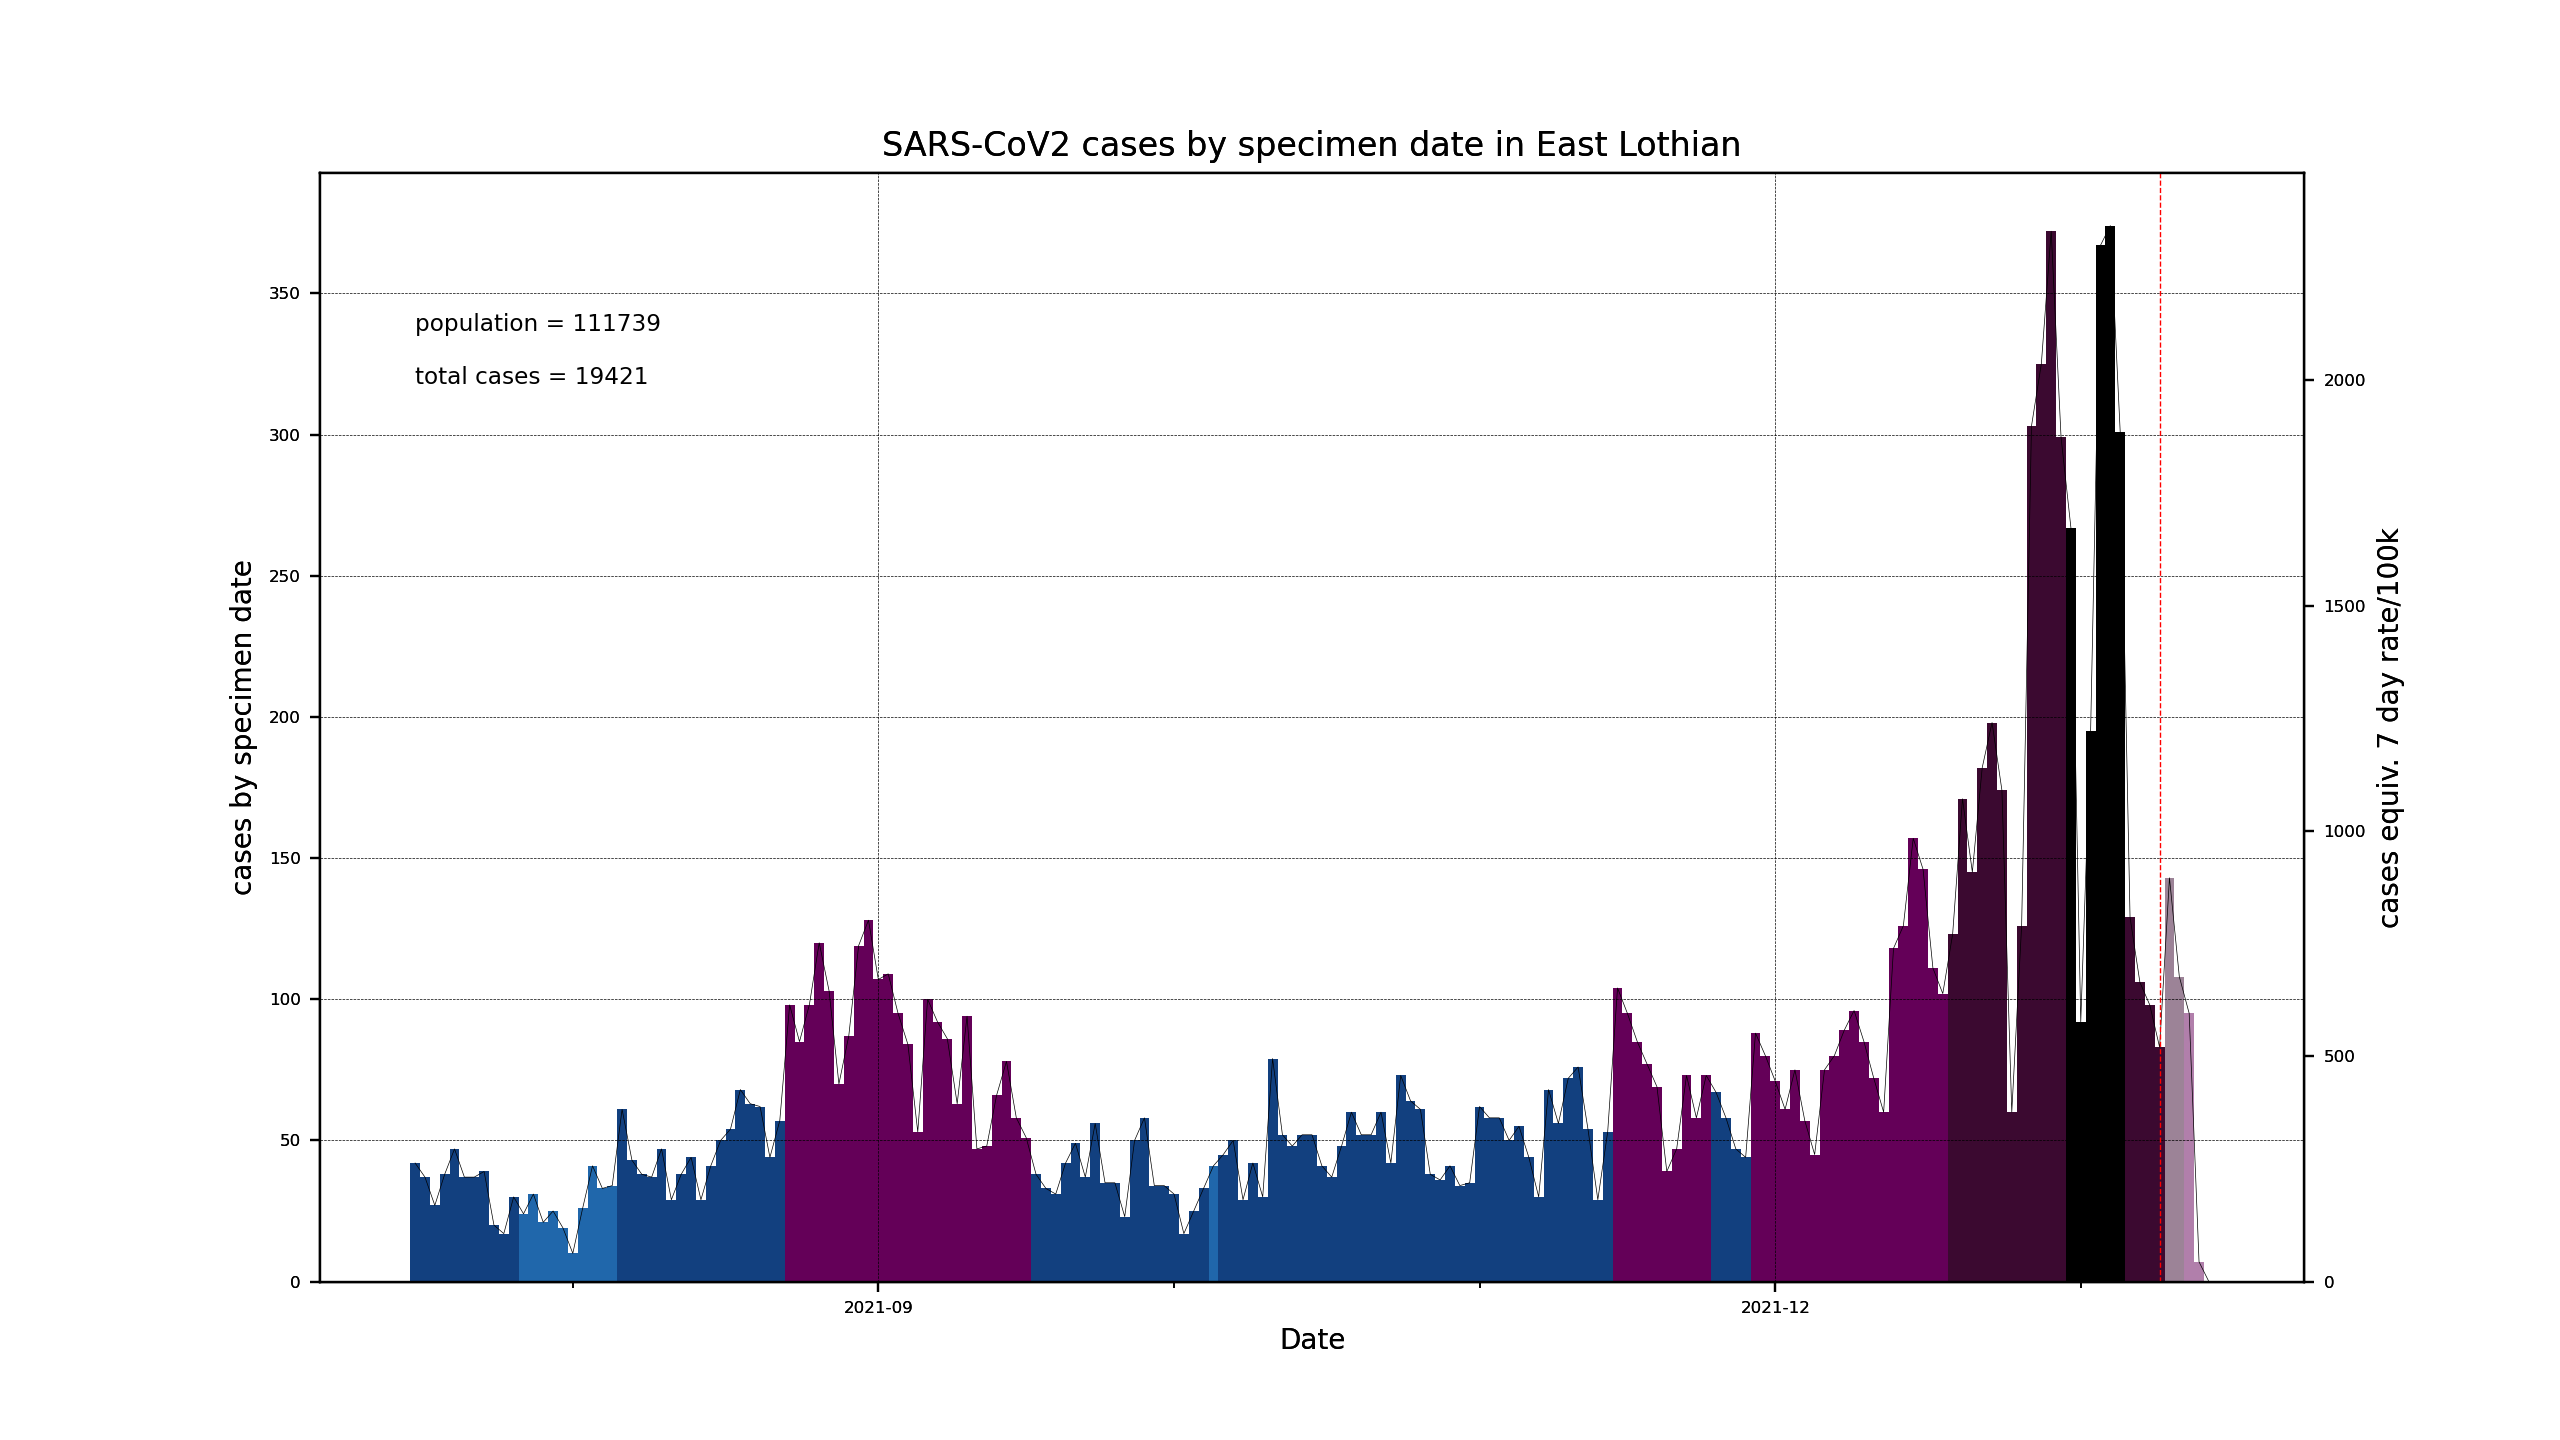 SARS-CoV2 cases by specimen date in East Lothian
population = 111739
total cases = 19421
cases by specimen date
350
300
250
200
150
100
50
0
2000
1500
1000
500
0
cases equiv. 7 day rate/100k
2021-09
2021-12
Date